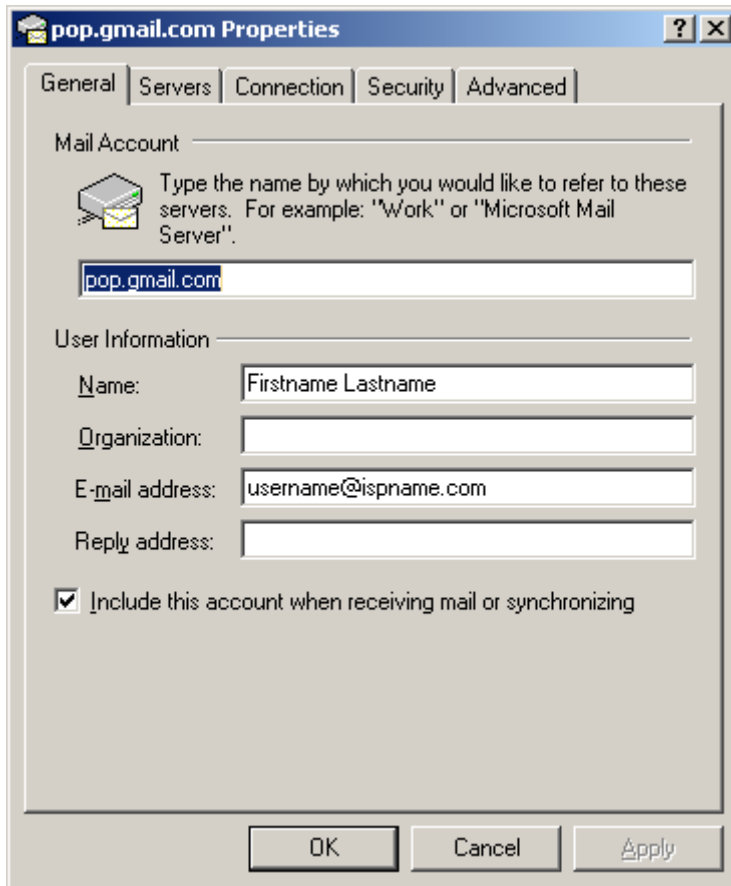 pop.gmail.com Properties
General Servers Connection Security Advanced
Mail Account
Type the name by which you would like to refer to these
servers. For example: "Work" or "Microsoft Mail
Server".
pop.gmail.com
User Information
Name: Firstname Lastname
Organization:
E-mail address: username@ispname.com
Reply address:
Include this account when receiving mail or synchronizing
OK Cancel Apply